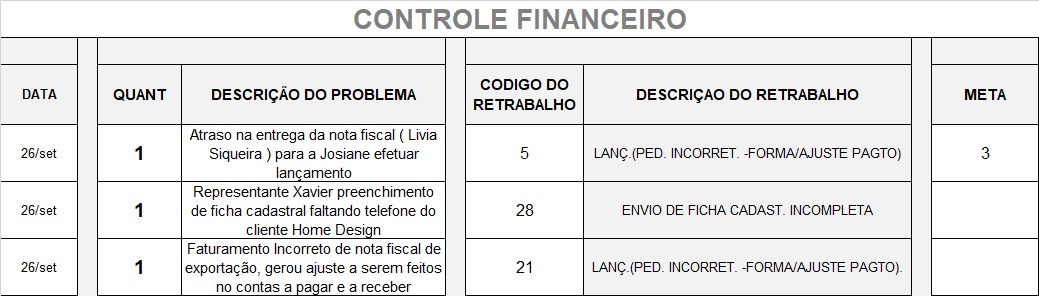 CONTROLE FINANCEIRO
DATA
QUANT
DESCRIÇÃO DO PROBLEMA
CODIGO DO
RETRABALHO
DESCRIÇAO DO RETRABALHO
META
26/set
1
Atraso na entrega da nota fiscal ( Livia
Siqueira ) para a Josiane efetuar
lançamento
5
LANÇ.(PED. INCORRET. -FORMA/AJUSTE PAGTO)
3
26/set
1
Representante Xavier preenchimento
de ficha cadastral faltando telefone do
cliente Home Design
28
ENVIO DE FICHA CADAST. INCOMPLETA
26/set
1
Faturamento Incorreto de nota fiscal de
exportação, gerou ajuste a serem feitos
no contas a pagar e a receber
21
LANÇ.(PED. INCORRET. -FORMA/AJUSTE PAGTO).